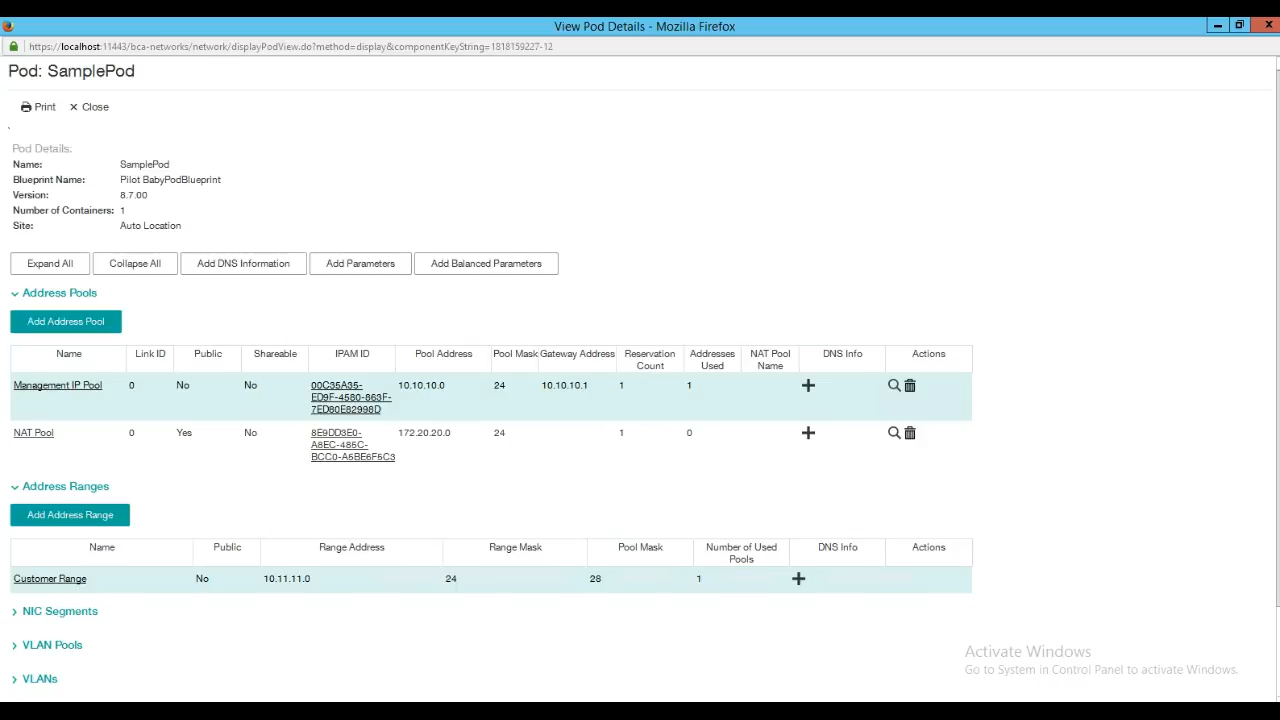 View Pod Details - Mozilla Firefox
https://localhost:11443/bca-networks/network/displayPodView.do?method=display&componentKeyString=1818159227-12
Pod: SamplePod
Print Close
Pod Details:
Name: SamplePod
Blueprint Name: Pilot BabyPodBlueprint
Version: 8.7.00
Number of Containers: 1
Site: Auto Location
Expand All Collapse All Add DNS Information Add Parameters Add Balanced Parameters
Address Pools
Add Address Pool
Name Link ID Public Shareable IPAM ID Pool Address Pool Mask Gateway Address Reservation Addresses NAT Pool DNS Info Actions
Count Used Name
Management IP Pool 0 No No 00C35A35- 10.10.10.0 24 10.10.10.1 1 1
ED9F-4580-863F-
7ED80E82998D
NAT Pool 0 Yes No 8E9DD3E0- 172.20.20.0 24 1 0
A8EC-485C-
BCC0-A5BE6F5C3
Address Ranges
Add Address Range
Name Public Range Address Range Mask Pool Mask Number of Used DNS Info Actions
Pools
Customer Range No 10.11.11.0 24 28 1
NIC Segments
VLAN Pools
VLANs
Activate Windows
Go to System in Control Panel to activate Windows.